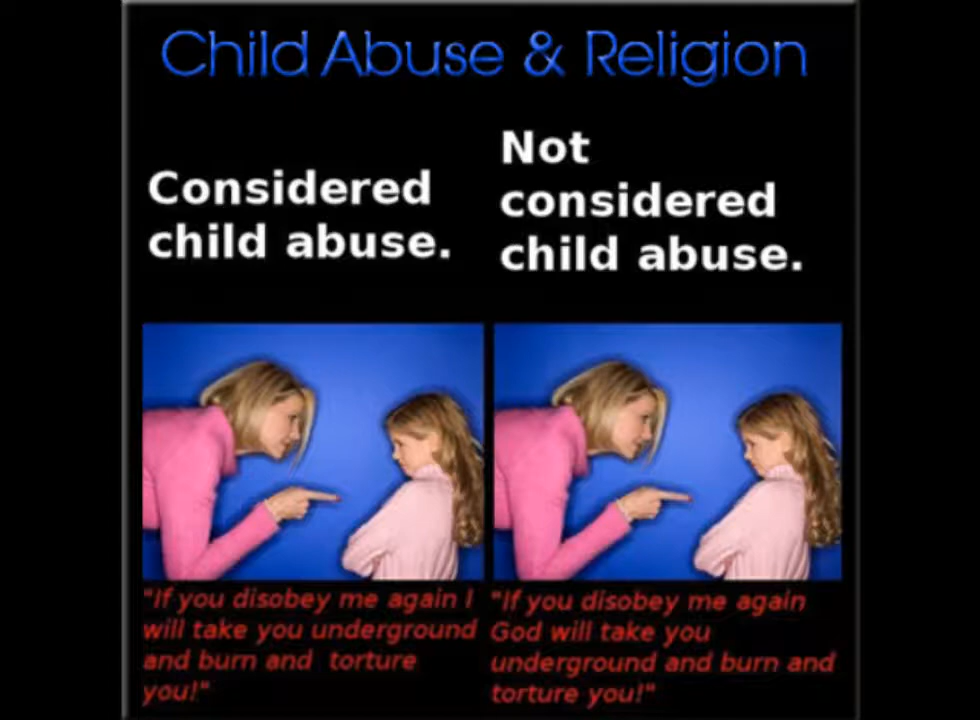 Child Abuse & Religion
Considered
child abuse.
Not
considered
child abuse.
"If you disobey me again I
will take you underground
and burn and torture
you!"
"If you disobey me again
God will take you
underground and burn and
torture you!"